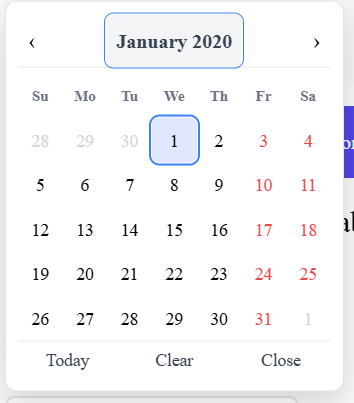 ‹ January 2020 ›
Su Mo Tu We Th Fr Sa
28 29 30 1 2 3 4
5 6 7 8 9 10 11
12 13 14 15 16 17 18
19 20 21 22 23 24 25
26 27 28 29 30 31 1
Today Clear Close